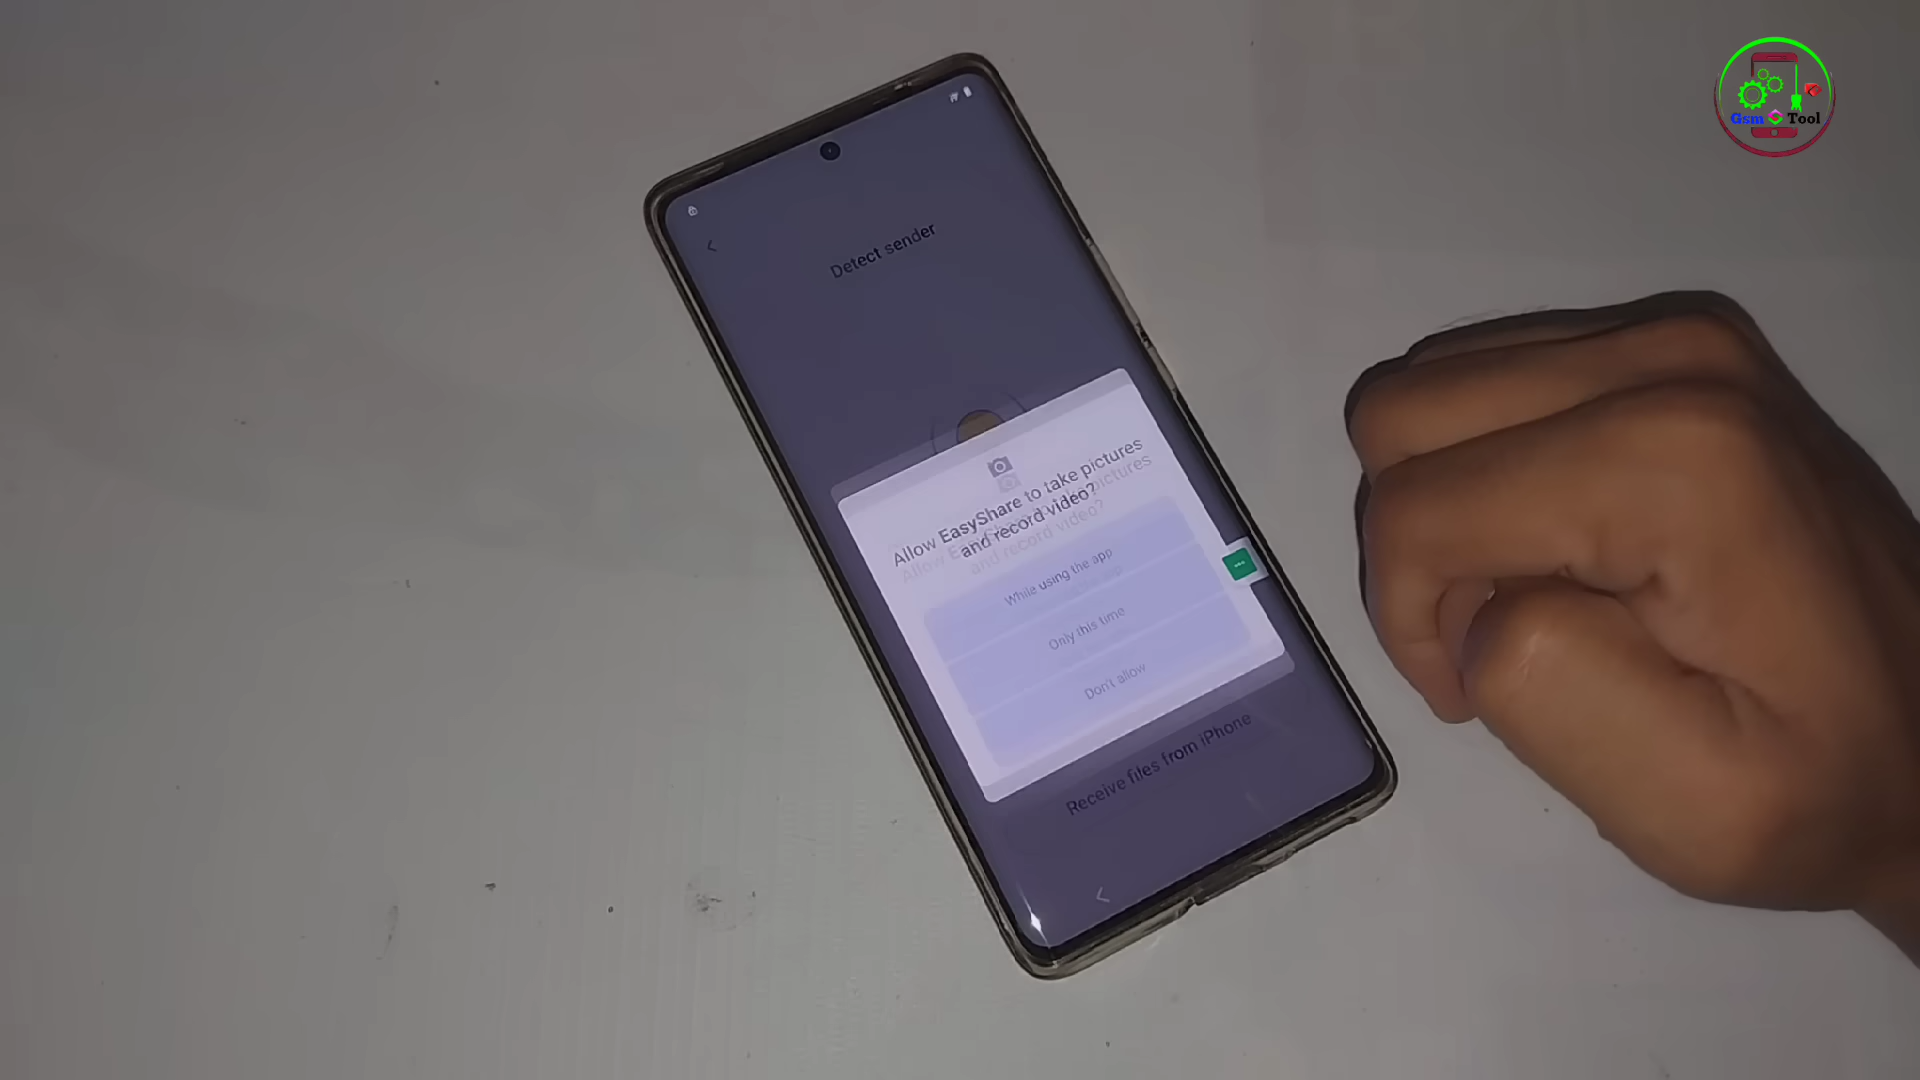 Gsm Tool
Detect sender
Allow EasyShare to take pictures
and record video?
While using the app
Only this time
Don't allow
Receive files from iPhone